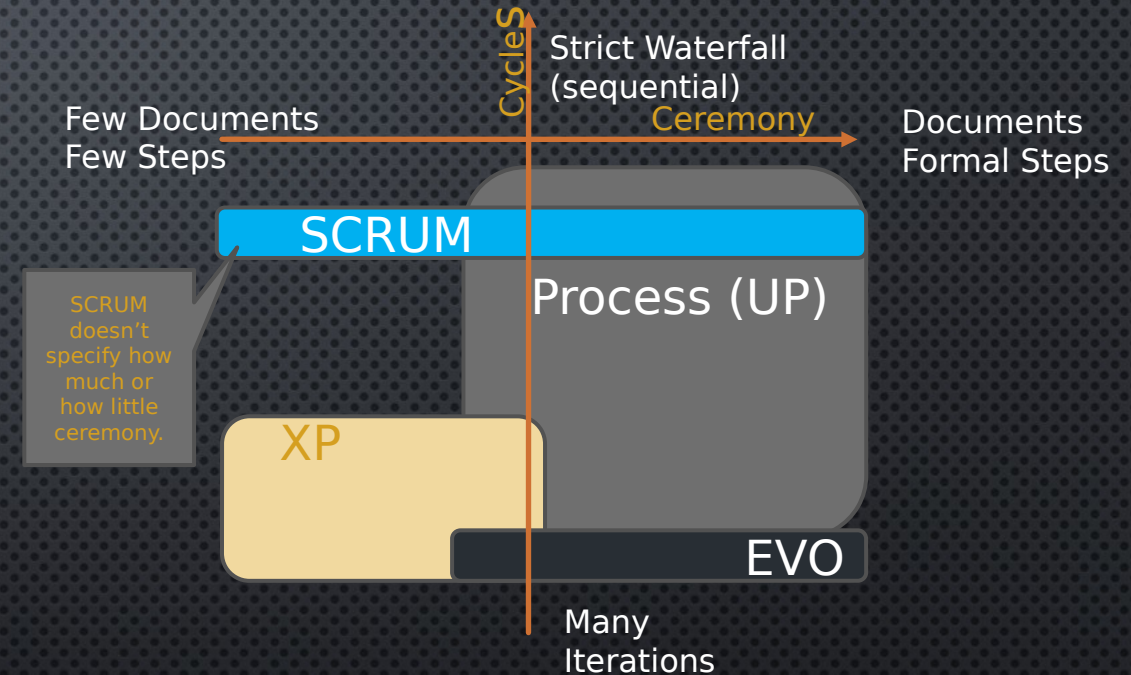 CycleS
Strict Waterfall
(sequential)
Few Documents
Few Steps
Ceremony
Documents
Formal Steps
SCRUM
Process (UP)
SCRUM
doesn’t
specify how
much or
how little
ceremony.
XP
EVO
Many
Iterations